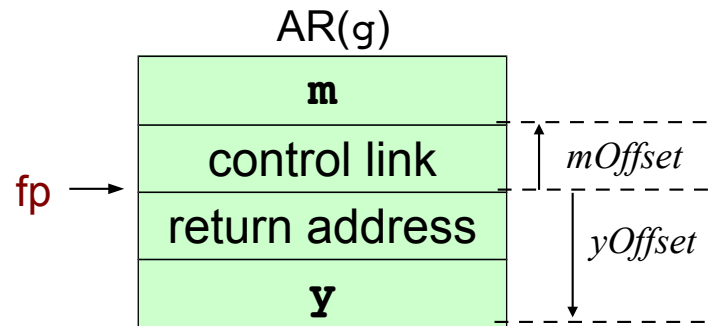 AR(g)
m
control link
mOffset
fp
return address
yOffset
y